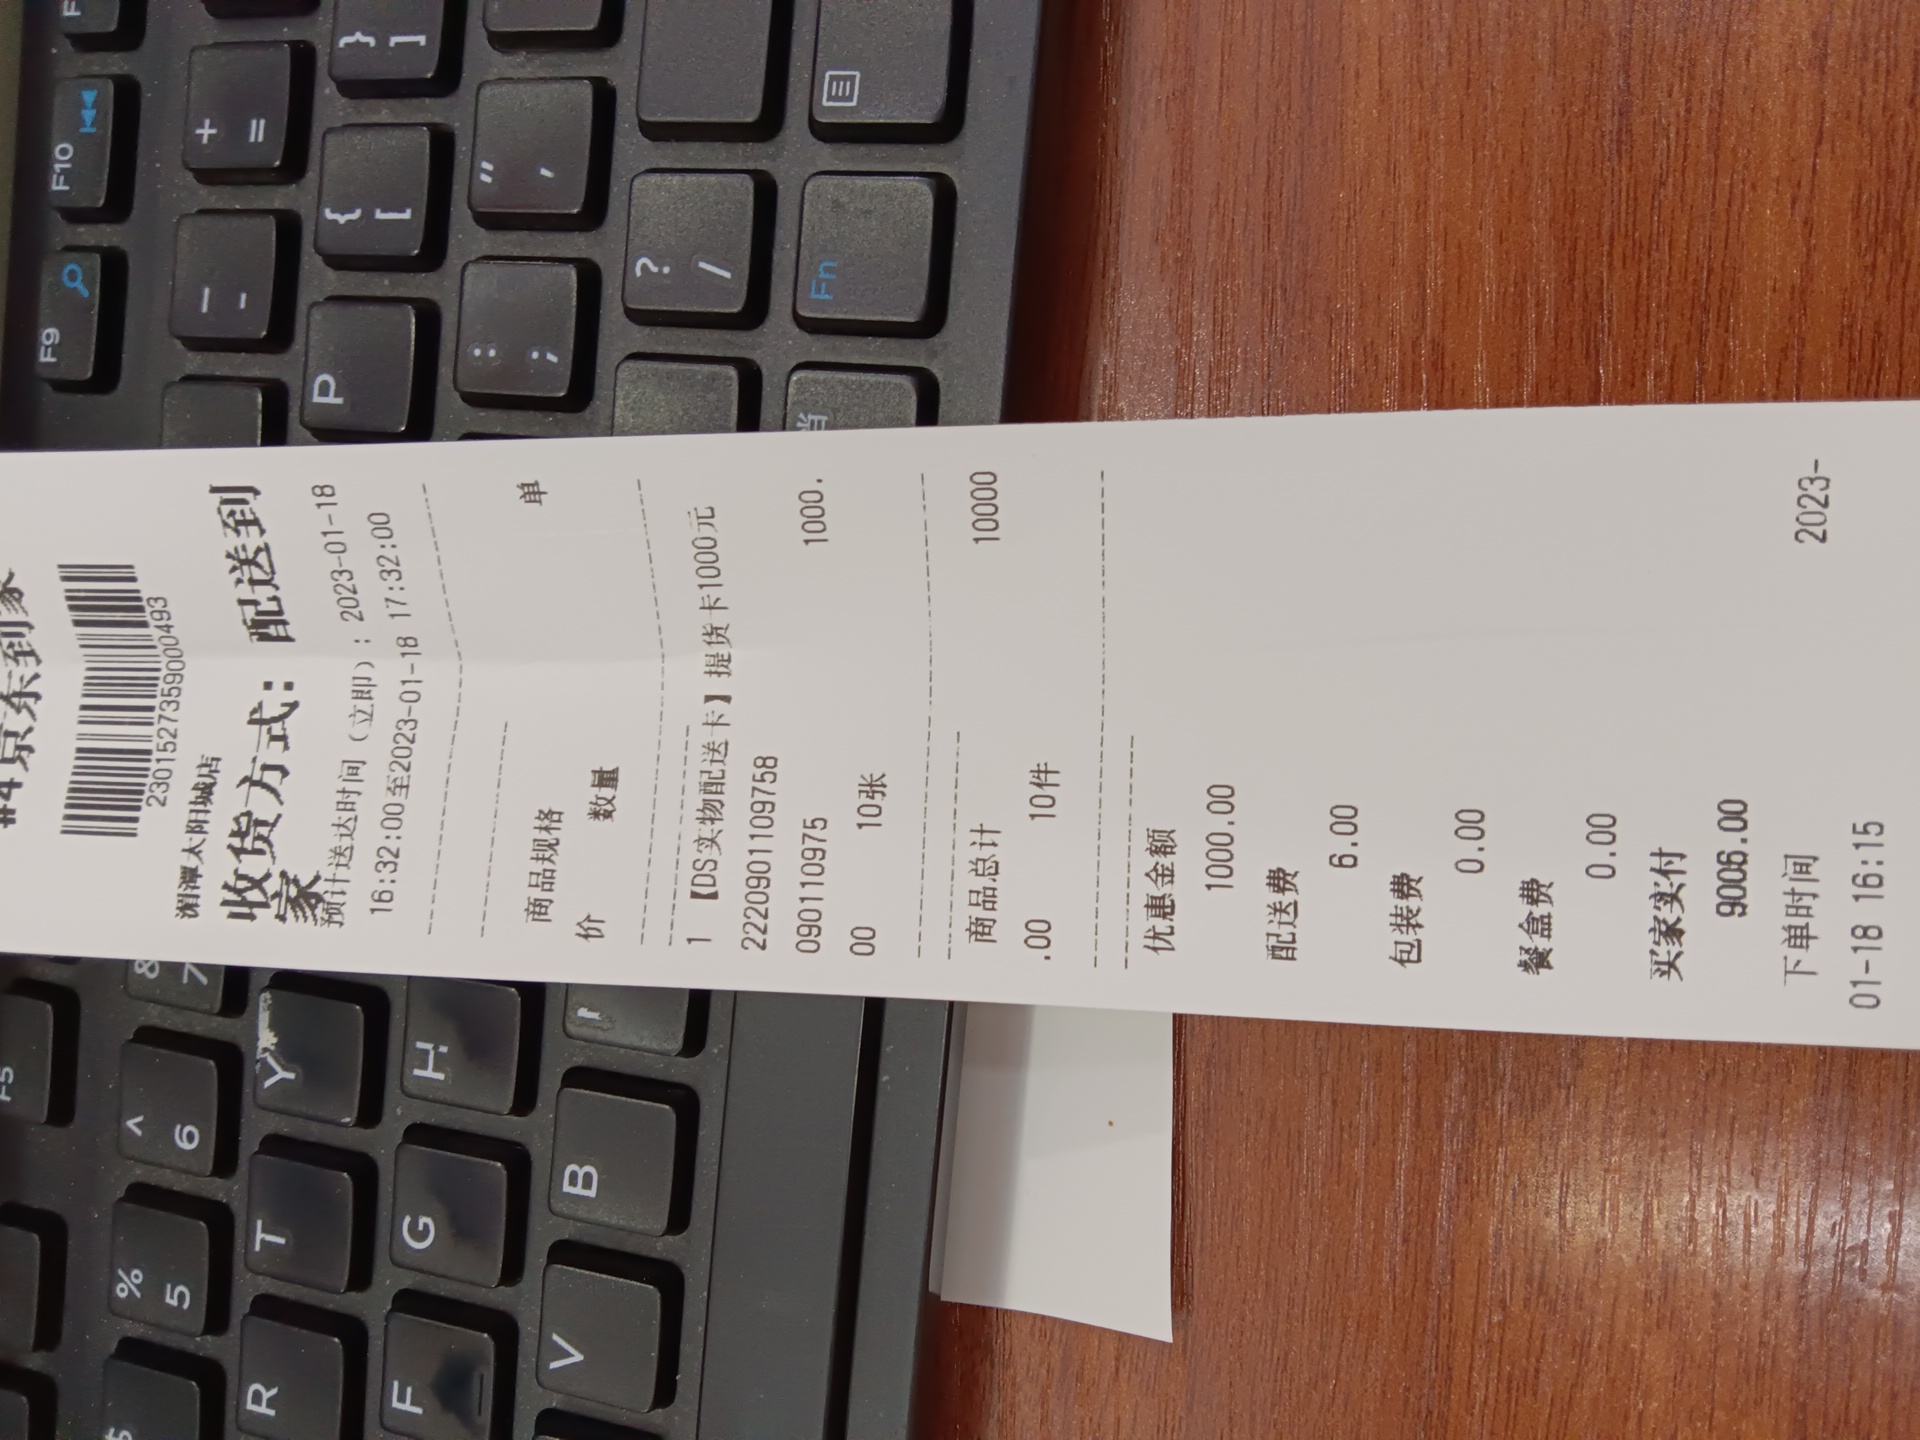 #4京东到家
2301527359000493
湄潭太阳城店
收货方式：配送到
家
预计送达时间（立即）：2023-01-18
16:32:00至2023-01-18 17:32:00
商品规格 单
价 数量
1 【DS实物配送卡】提货卡1000元
2220901109758
0901109758
00 10张 1000.
商品总计 10000
.00 10件
优惠金额
1000.00
配送费
6.00
包装费
0.00
餐盒费
0.00
买家实付
9006.00
下单时间 2023-
01-18 16:15
F9
F10
+
=
-
}
]
{
[
P
"
'
:
;
?
/
Fn
F5
&
7
^
6
%
5
$
Y
T
R
H
G
F
B
V